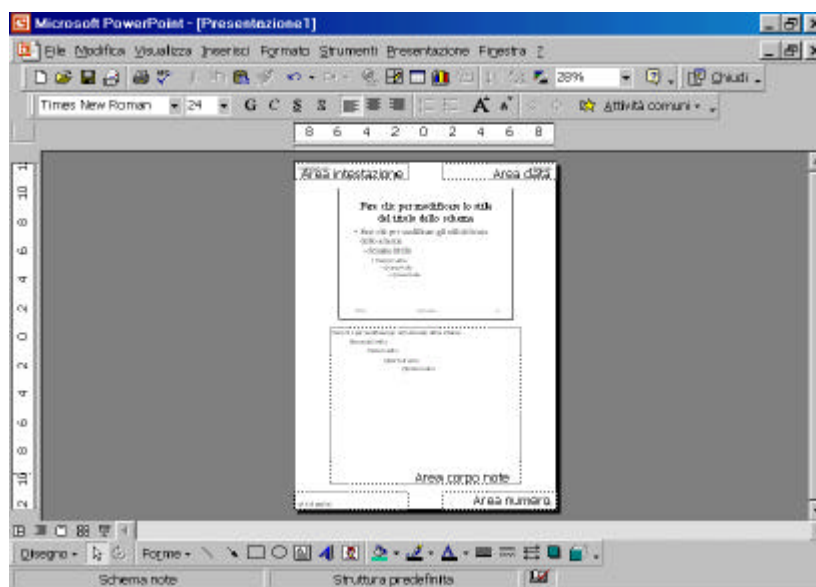 Microsoft PowerPoint - [Presentazione1]
File Modifica Visualizza Inserisci Formato Strumenti Presentazione Finestra ?
28% Chiudi
Times New Roman 24 G C S S A A Attività comuni
8 6 4 2 0 2 4 6 8
Area intestazione Area data
Fare clic per modificare lo stile
del titolo dello schema
Area corpo note
Area numero
Disegno Forme
Schema note Struttura predefinita